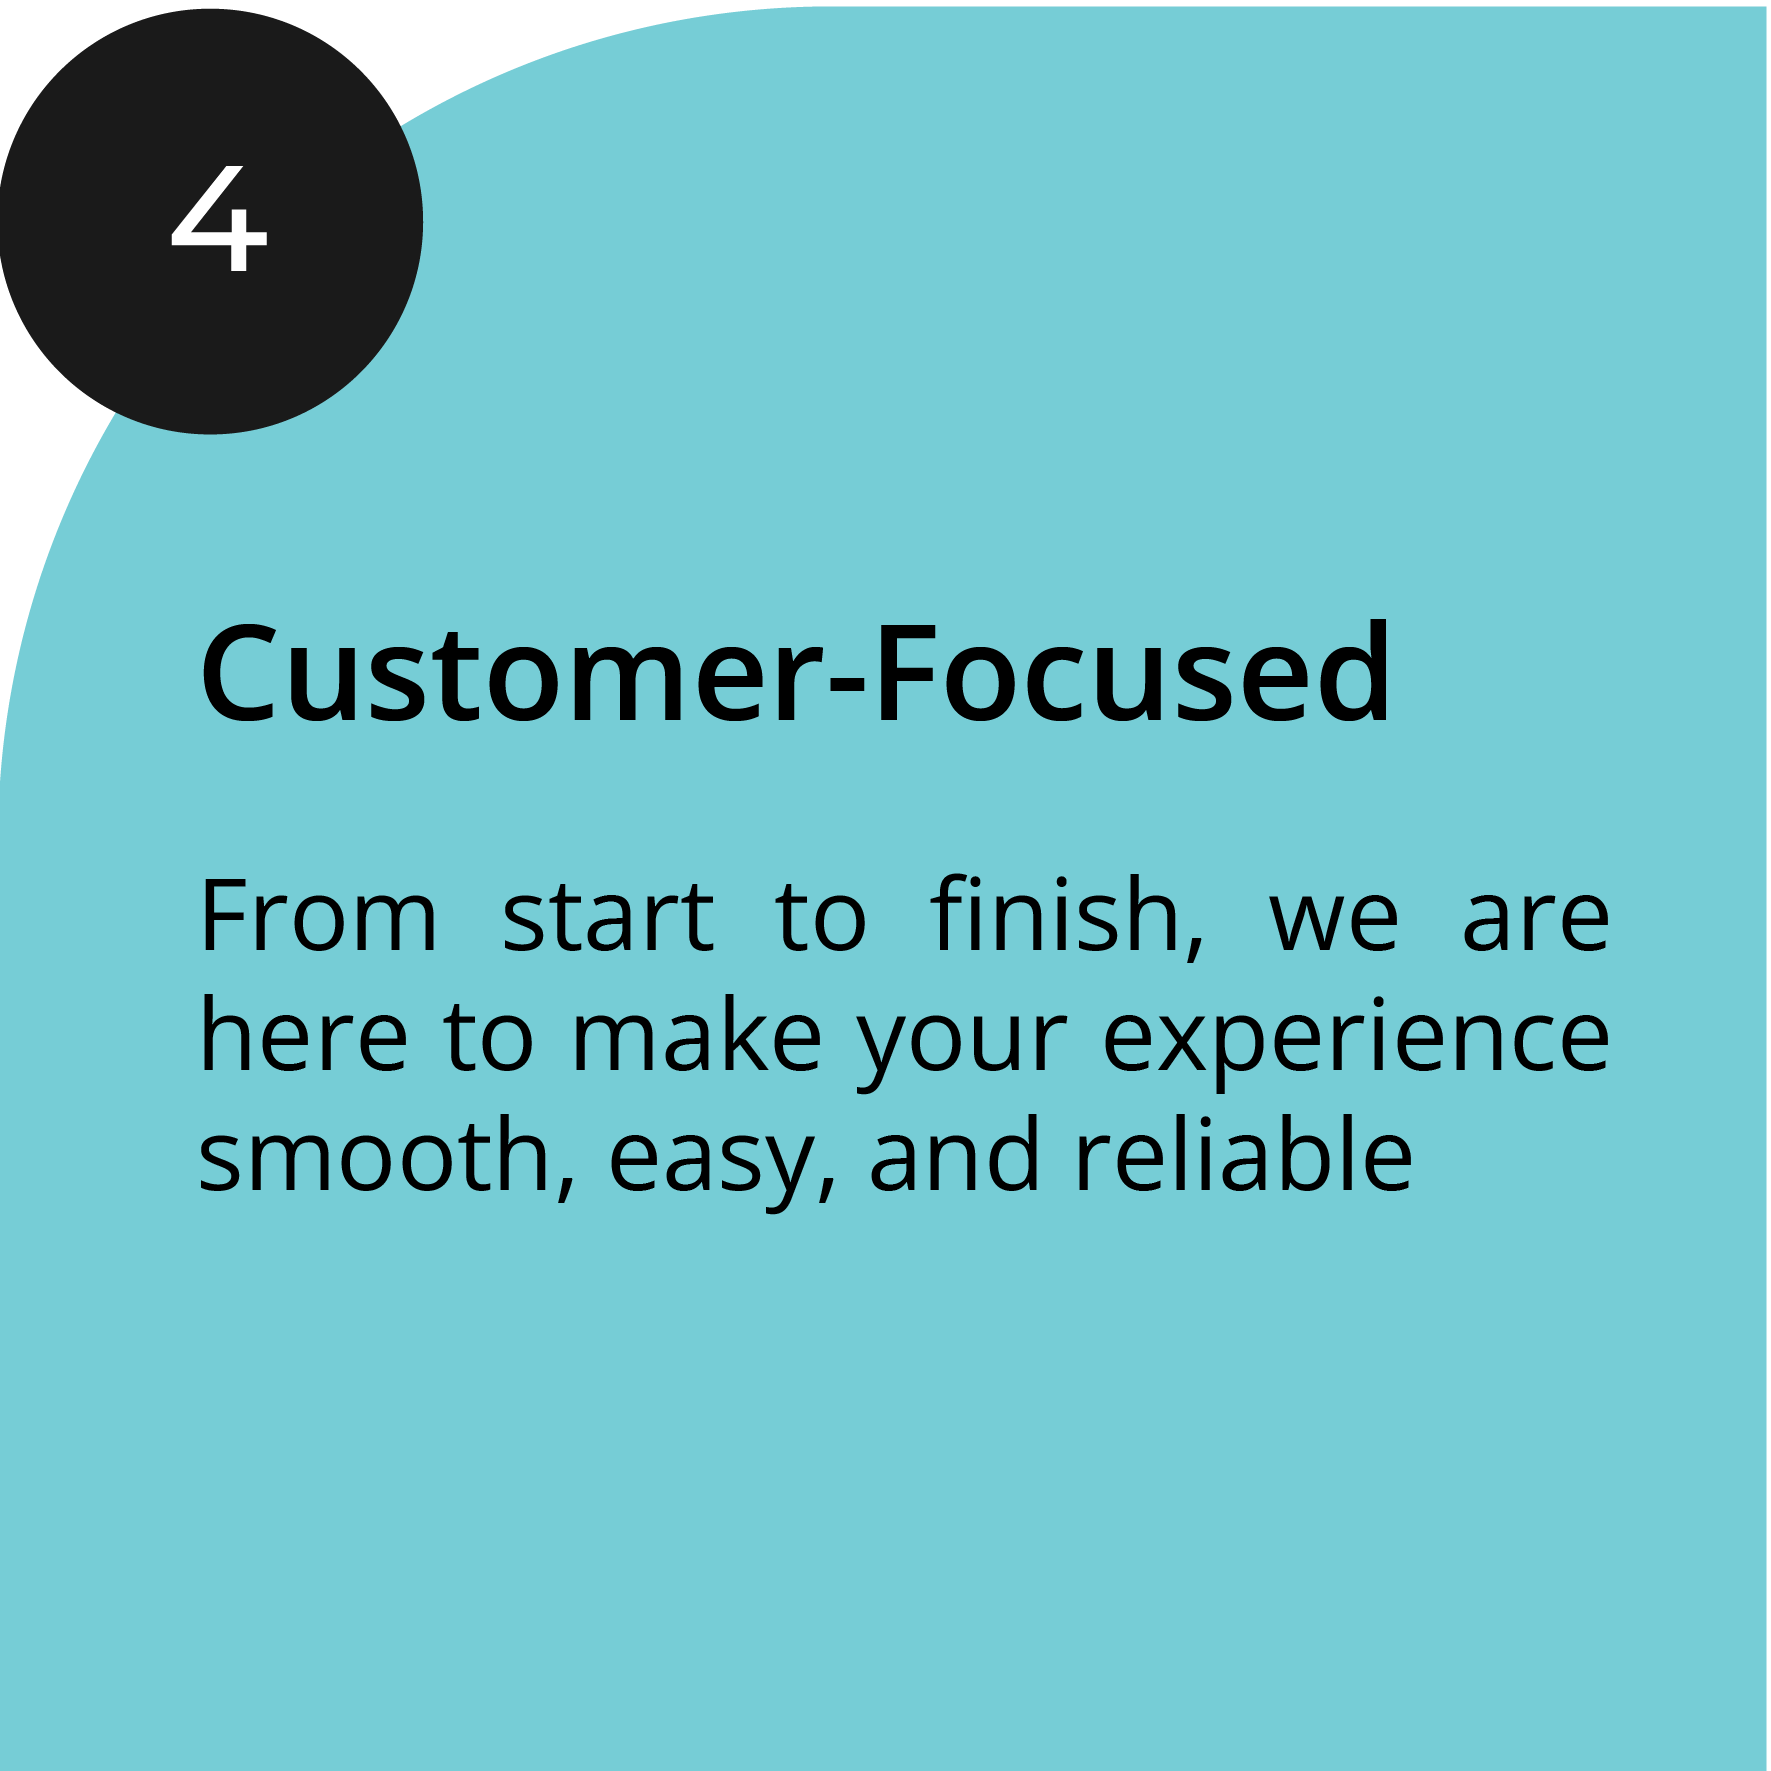 4
Customer-Focused
From start to finish, we are
here to make your experience
smooth, easy, and reliable